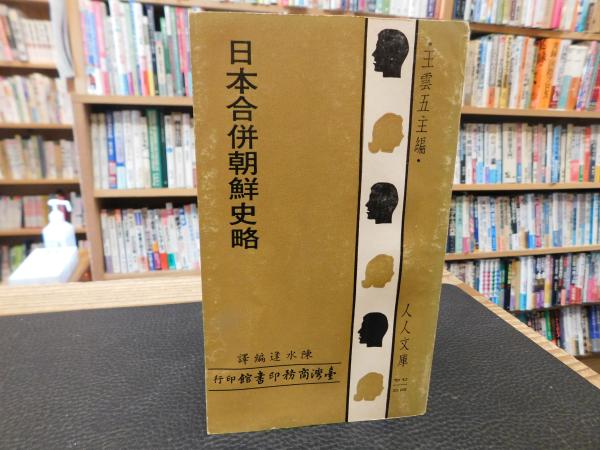 ・王雲五主編・
人人文庫
日本合併朝鮮史略
陳水逢編譯
臺灣商務印書館印行